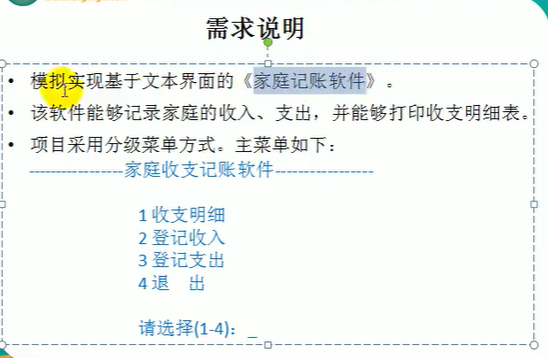 需求说明
• 模拟实现基于文本界面的《家庭记账软件》。
• 该软件能够记录家庭的收入、支出，并能够打印收支明细表。
• 项目采用分级菜单方式。主菜单如下：
-----------------家庭收支记账软件-----------------
1 收支明细
2 登记收入
3 登记支出
4 退　出
请选择(1-4)：_